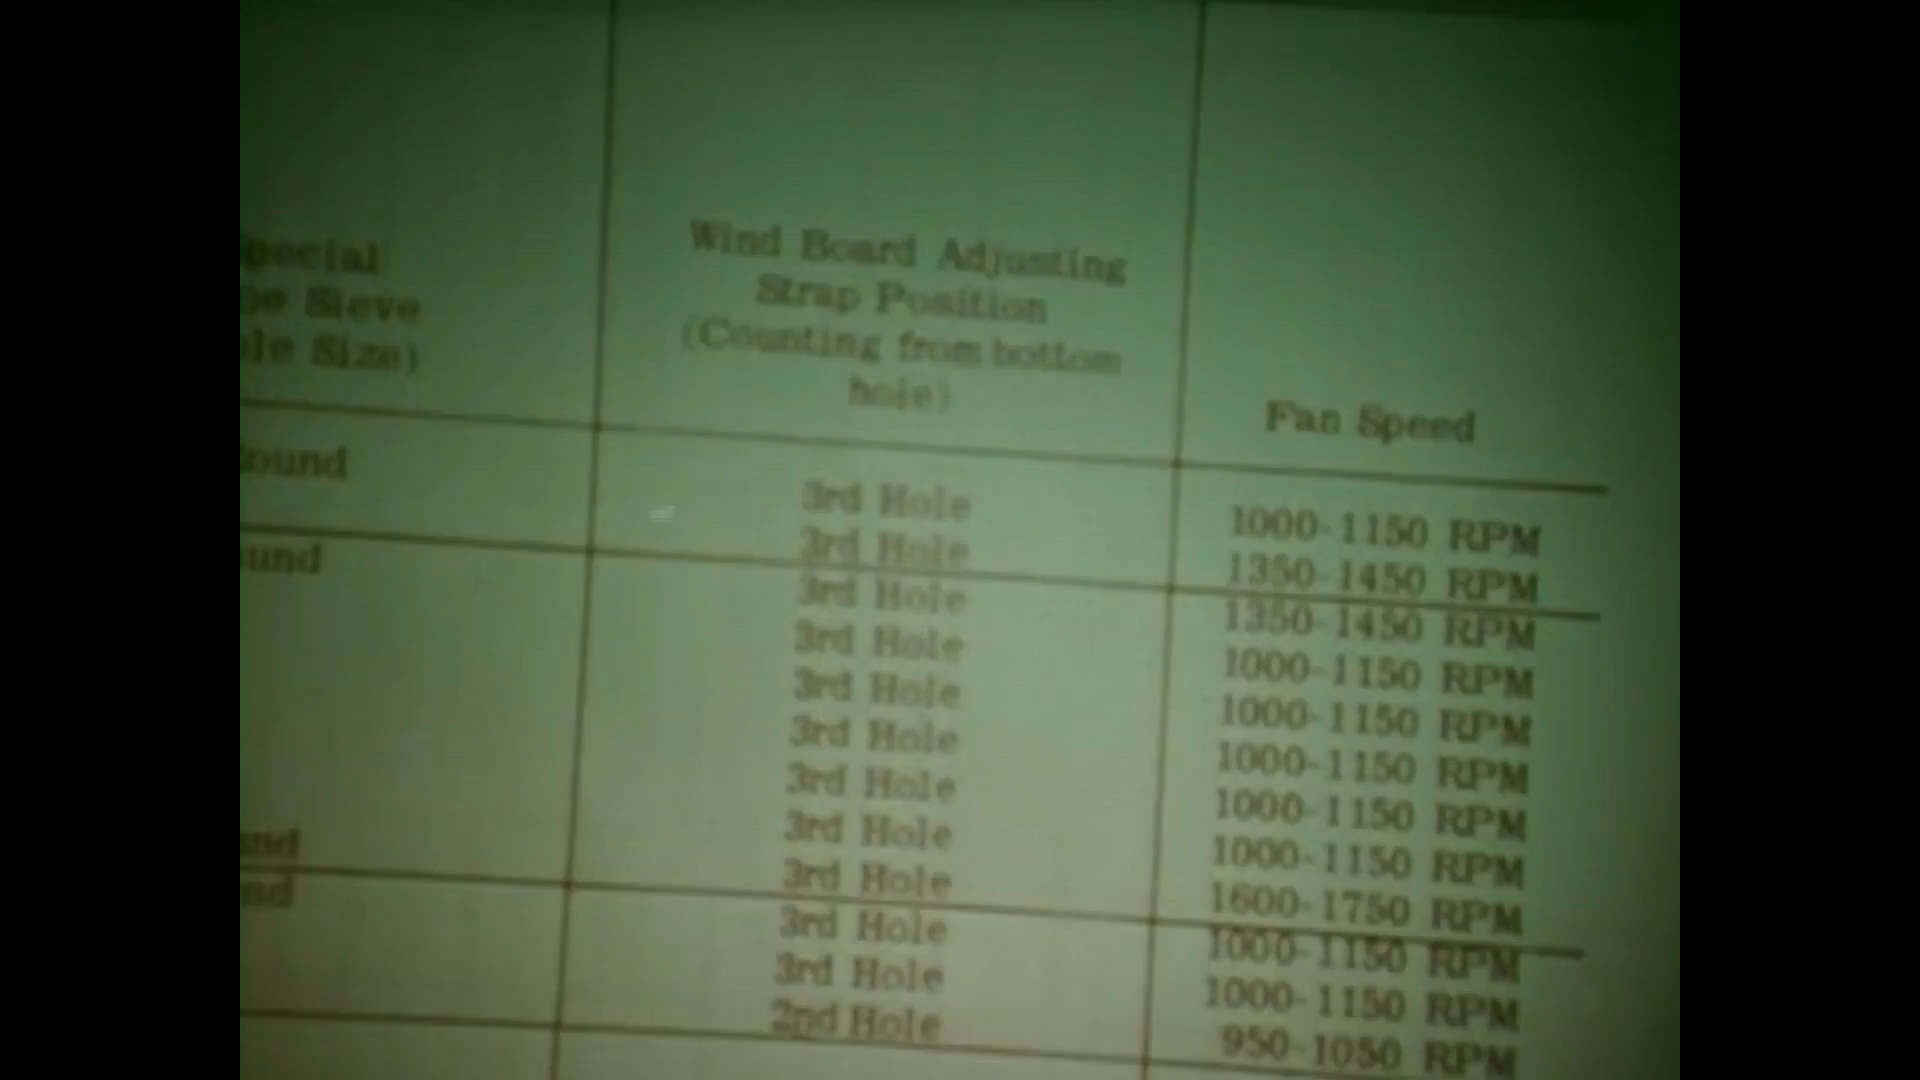 pecial
Sieve
Size)
Wind Board Adjusting
Strap Position
(Counting from bottom
hole)
Fan Speed
ound
und
und
nd
3rd Hole
3rd Hole
3rd Hole
3rd Hole
3rd Hole
3rd Hole
3rd Hole
3rd Hole
3rd Hole
3rd Hole
3rd Hole
2nd Hole
1000-1150 RPM
1350-1450 RPM
1350-1450 RPM
1000-1150 RPM
1000-1150 RPM
1000-1150 RPM
1000-1150 RPM
1000-1150 RPM
1600-1750 RPM
1000-1150 RPM
1000-1150 RPM
950-1050 RPM